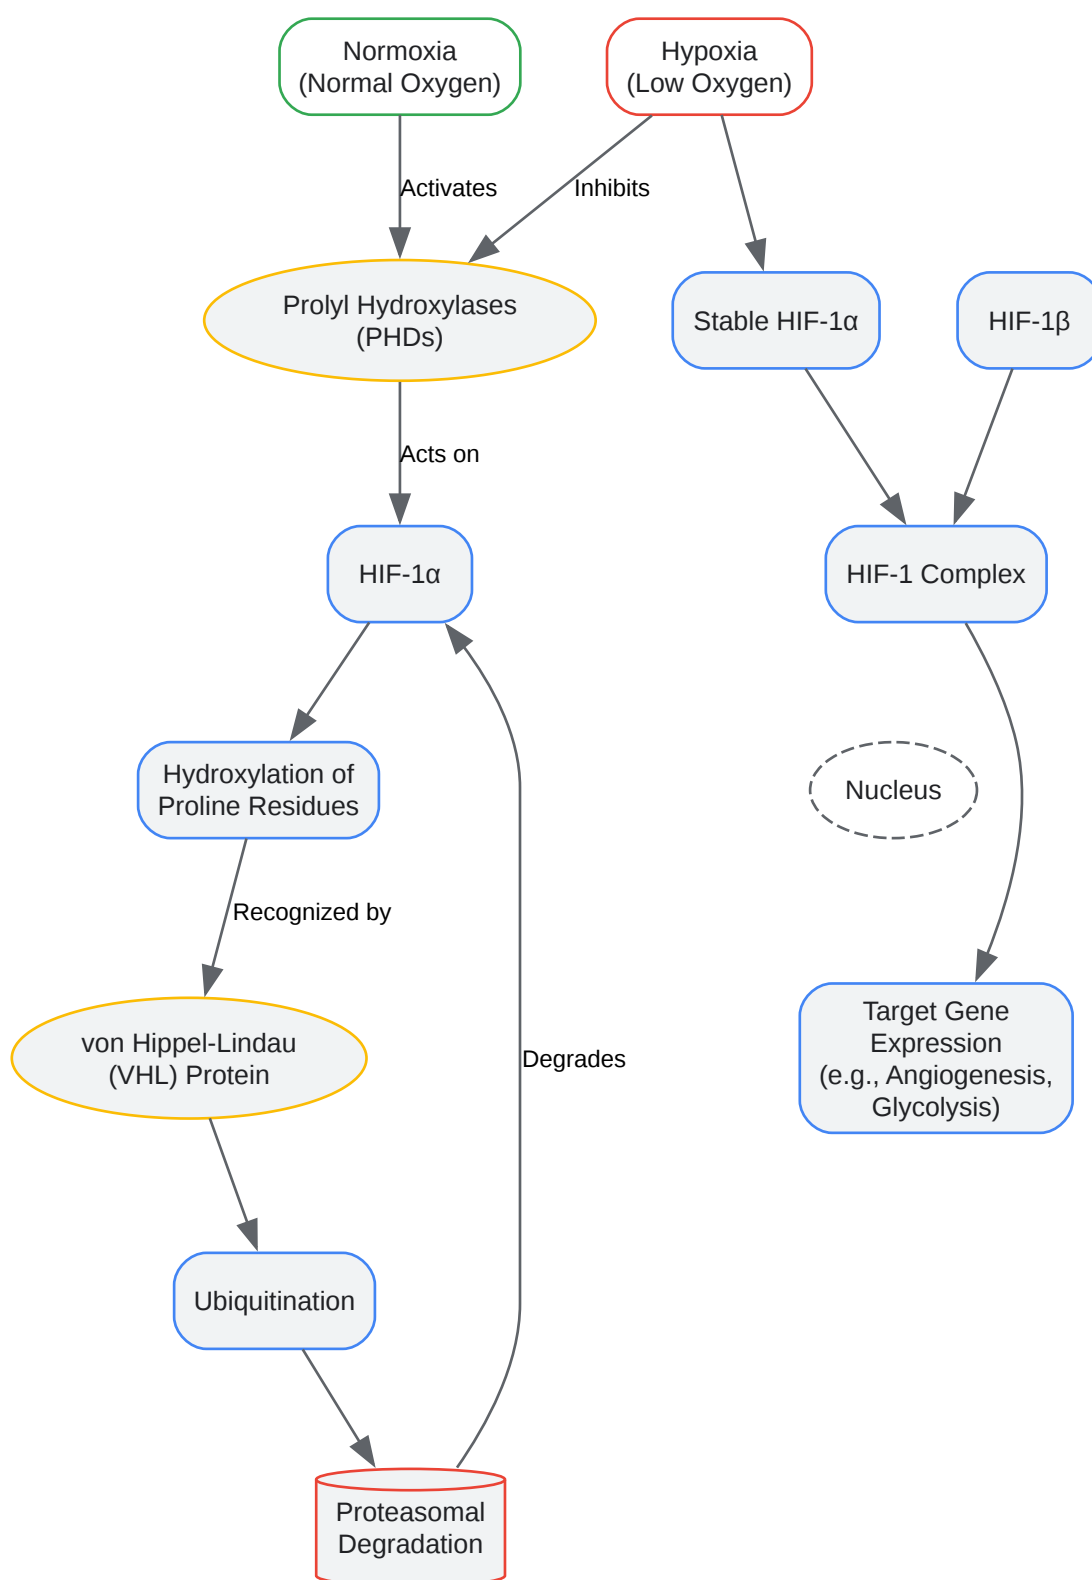 Normoxia
(Normal Oxygen)
Hypoxia
(Low Oxygen)
Activates
Inhibits
Prolyl Hydroxylases
(PHDs)
Stable HIF-1α
HIF-1β
Acts on
HIF-1α
HIF-1 Complex
Hydroxylation of
Proline Residues
Nucleus
Recognized by
von Hippel-Lindau
(VHL) Protein
Degrades
Target Gene
Expression
(e.g., Angiogenesis,
Glycolysis)
Ubiquitination
Proteasomal
Degradation